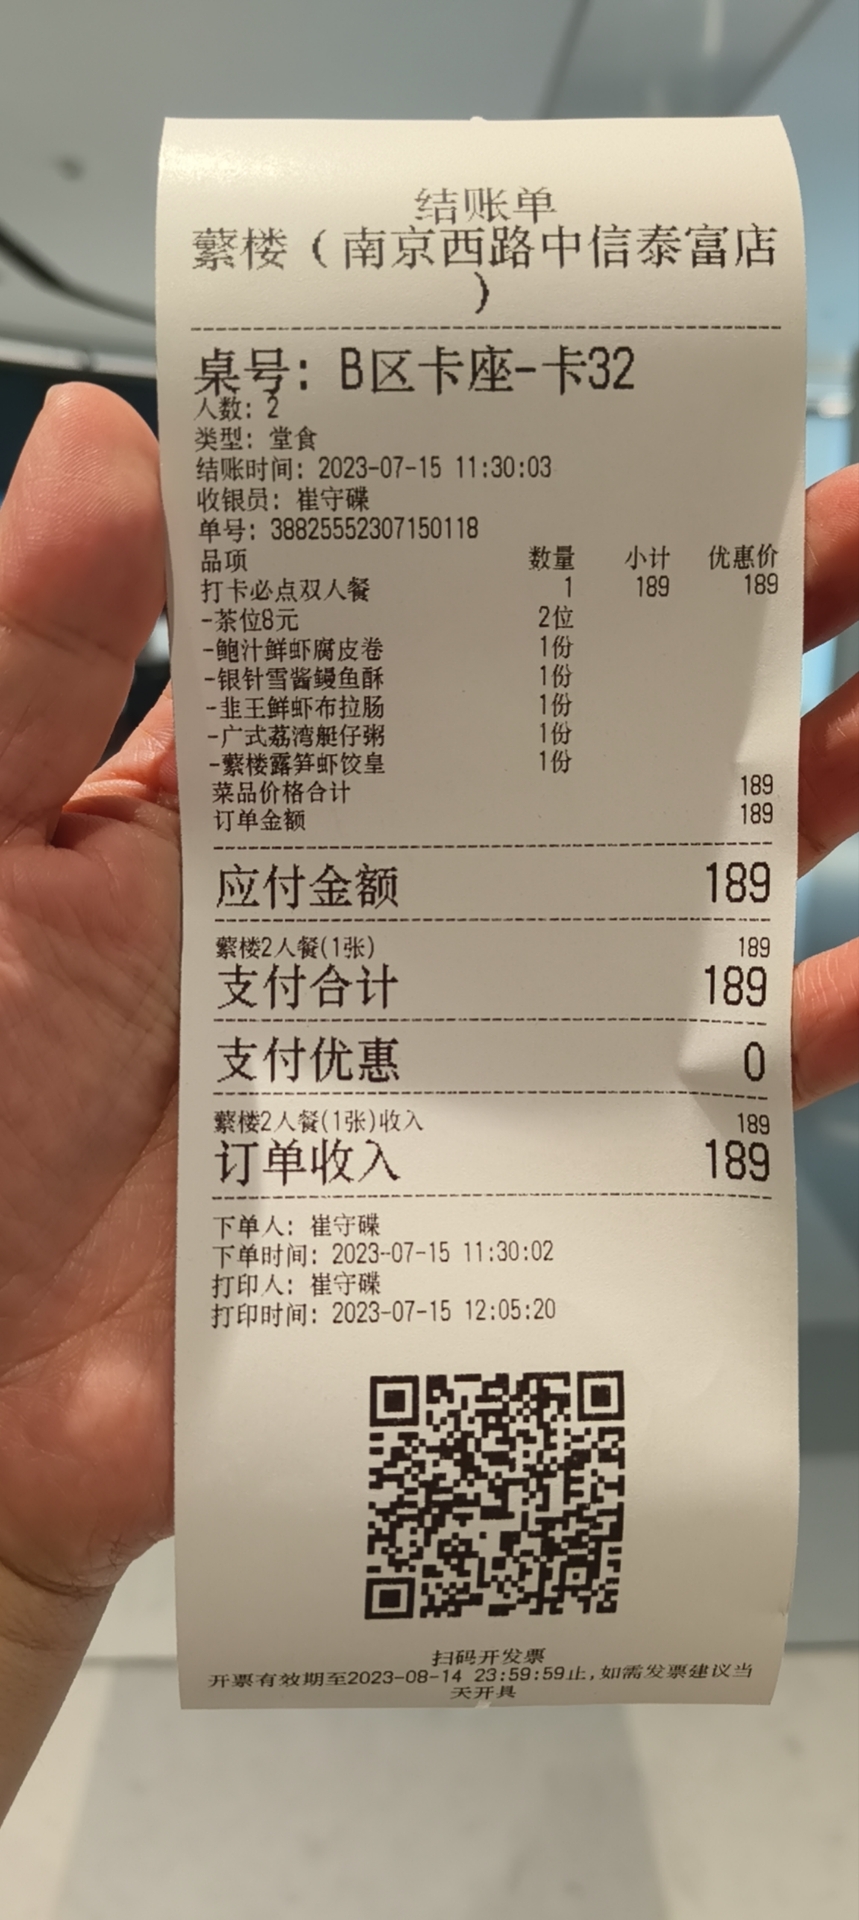 结账单
蘩楼（南京西路中信泰富店
）
桌号: B区卡座-卡32
人数: 2
类型: 堂食
结账时间: 2023-07-15 11:30:03
收银员: 崔守碟
单号: 38825552307150118
品项 数量 小计 优惠价
打卡必点双人餐 1 189 189
-茶位8元 2位
-鲍汁鲜虾腐皮卷 1份
-银针雪酱鳗鱼酥 1份
-韭王鲜虾布拉肠 1份
-广式荔湾艇仔粥 1份
-蘩楼露笋虾饺皇 1份
菜品价格合计 189
订单金额 189
应付金额 189
蘩楼2人餐(1张) 189
支付合计 189
支付优惠 0
蘩楼2人餐(1张)收入 189
订单收入 189
下单人: 崔守碟
下单时间: 2023-07-15 11:30:02
打印人: 崔守碟
打印时间: 2023-07-15 12:05:20
扫码开发票
开票有效期至2023-08-14 23:59:59止,如需发票建议当
天开具